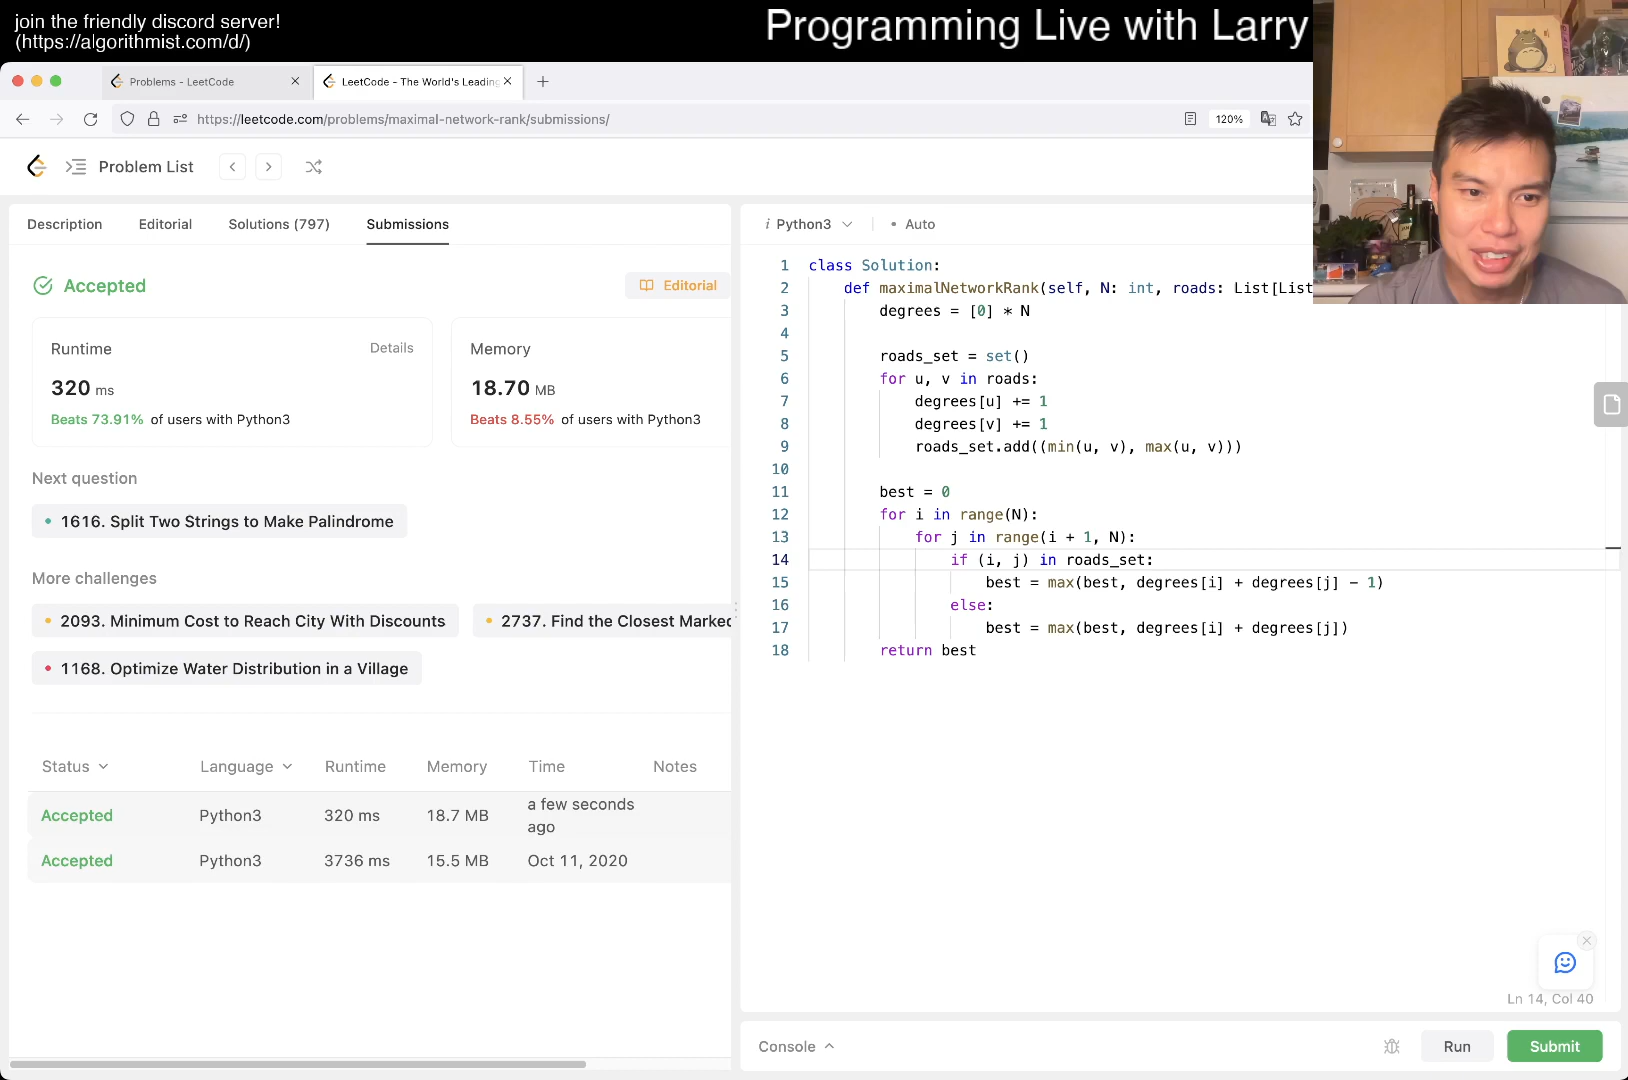 join the friendly discord server!
(https://algorithmist.com/d/)
Programming Live with Larry
Problems - LeetCode
LeetCode - The World's Leading
https://leetcode.com/problems/maximal-network-rank/submissions/
120%
Problem List
Description
Editorial
Solutions (797)
Submissions
Accepted
Editorial
Runtime
Details
320 ms
Beats 73.91% of users with Python3
Memory
18.70 MB
Beats 8.55% of users with Python3
Next question
1616. Split Two Strings to Make Palindrome
More challenges
2093. Minimum Cost to Reach City With Discounts
2737. Find the Closest Marked
1168. Optimize Water Distribution in a Village
Status Language Runtime Memory Time Notes
Accepted Python3 320 ms 18.7 MB a few seconds ago
Accepted Python3 3736 ms 15.5 MB Oct 11, 2020
i Python3
• Auto
1 class Solution:
2 def maximalNetworkRank(self, N: int, roads: List[List
3 degrees = [0] * N
4
5 roads_set = set()
6 for u, v in roads:
7 degrees[u] += 1
8 degrees[v] += 1
9 roads_set.add((min(u, v), max(u, v)))
10
11 best = 0
12 for i in range(N):
13 for j in range(i + 1, N):
14 if (i, j) in roads_set:
15 best = max(best, degrees[i] + degrees[j] - 1)
16 else:
17 best = max(best, degrees[i] + degrees[j])
18 return best
Ln 14, Col 40
Console
Run
Submit